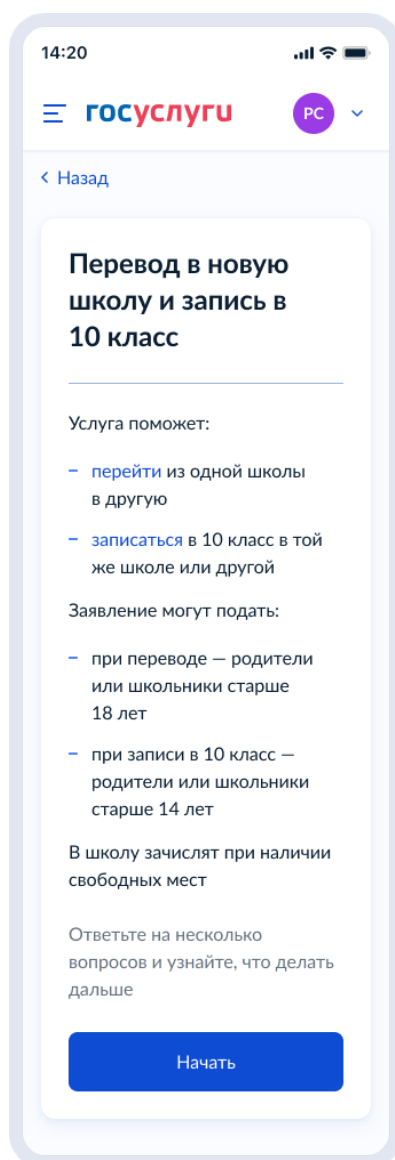 14:20
госуслуги
РС
Назад
Перевод в новую
школу и запись в
10 класс
Услуга поможет:
– перейти из одной школы
в другую
– записаться в 10 класс в той
же школе или другой
Заявление могут подать:
– при переводе — родители
или школьники старше
18 лет
– при записи в 10 класс —
родители или школьники
старше 14 лет
В школу зачислят при наличии
свободных мест
Ответьте на несколько
вопросов и узнайте, что делать
дальше
Начать